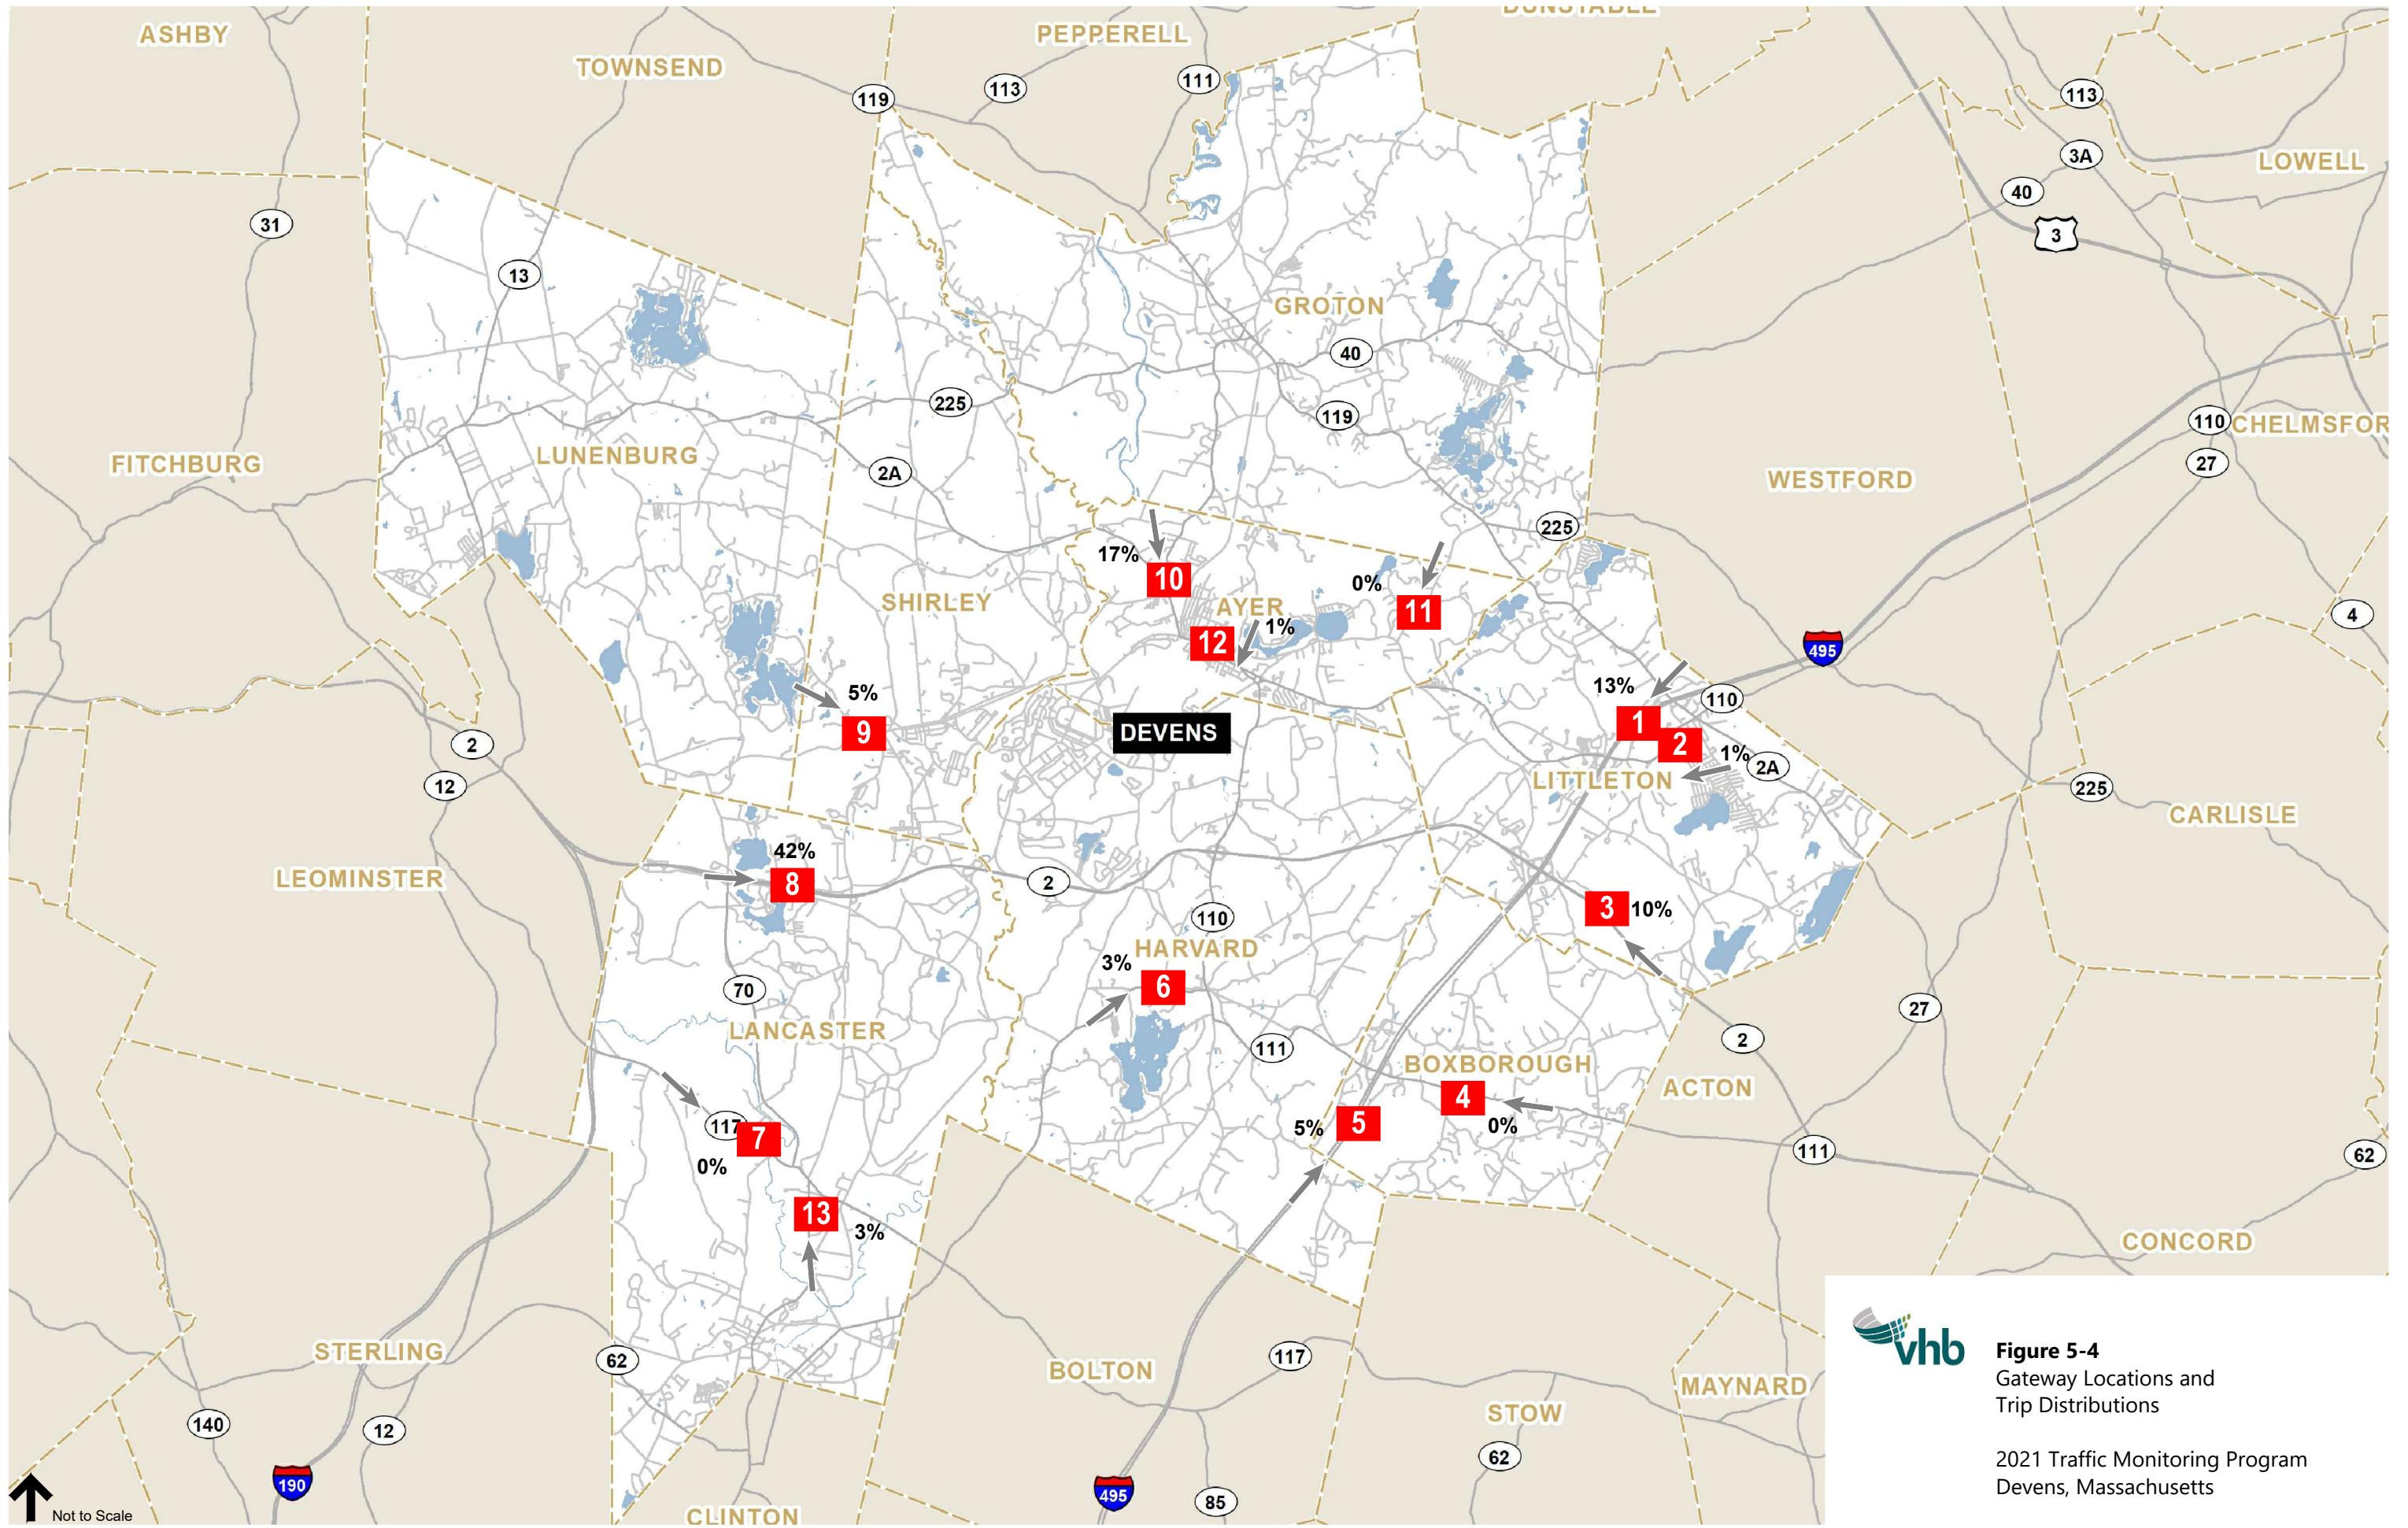 DUNSTABLE
ASHBY
PEPPERELL
TOWNSEND
111
113
119
113
3A
LOWELL
40
31
3
13
GROTON
40
225
119
110
CHELMSFOR
LUNENBURG
FITCHBURG
27
2A
WESTFORD
225
17%
10
0%
SHIRLEY
AYER
11
4
1%
12
495
13%
5%
110
1
9
DEVENS
2
2
1%
2A
LITTLETON
12
225
CARLISLE
42%
LEOMINSTER
8
2
3
10%
110
HARVARD
3%
6
70
27
LANCASTER
2
111
BOXBOROUGH
ACTON
4
117
7
5%
5
0%
111
62
0%
13
3%
CONCORD
STERLING
62
BOLTON
117
MAYNARD
STOW
140
12
62
190
495
85
CLINTON
Not to Scale
vhb
Figure 5-4
Gateway Locations and
Trip Distributions
2021 Traffic Monitoring Program
Devens, Massachusetts